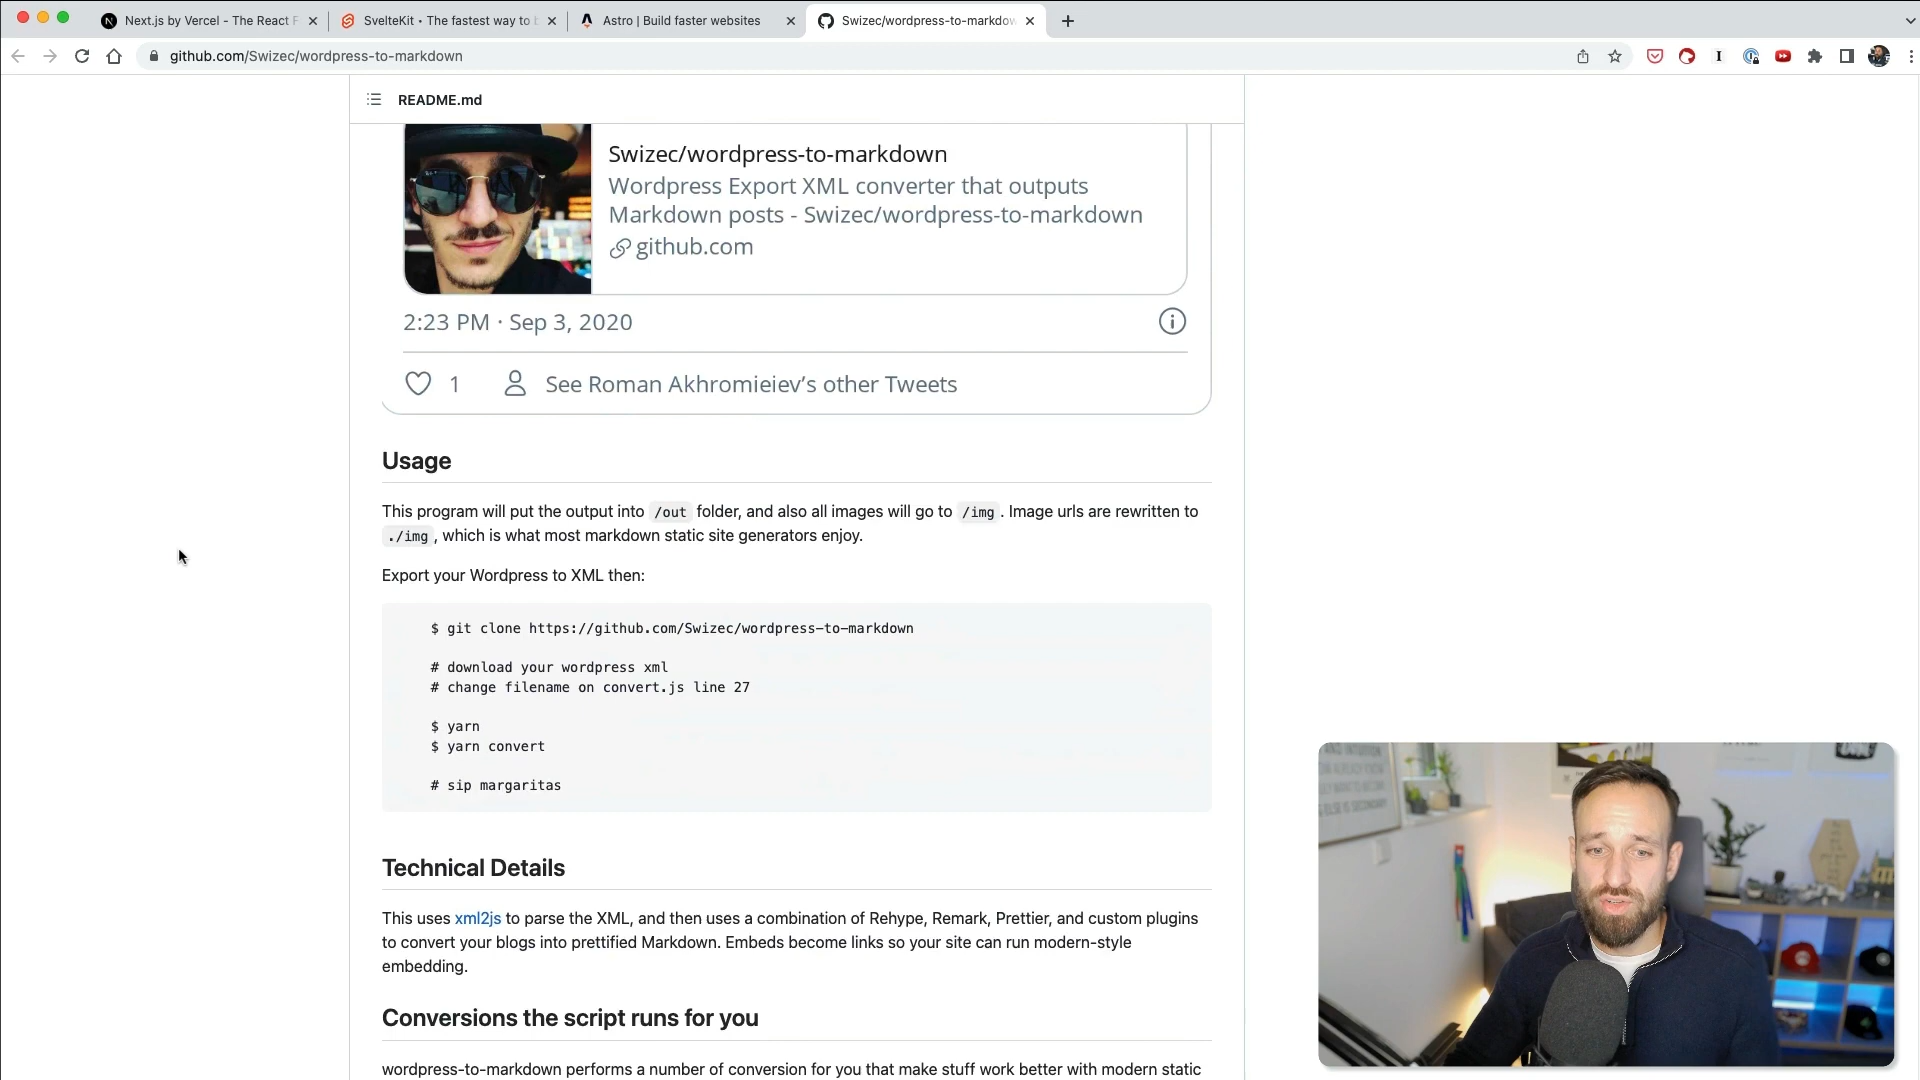 Next.js by Vercel - The React F
SvelteKit • The fastest way to b
Astro | Build faster websites
Swizec/wordpress-to-markdow
github.com/Swizec/wordpress-to-markdown
README.md
Swizec/wordpress-to-markdown
Wordpress Export XML converter that outputs
Markdown posts - Swizec/wordpress-to-markdown
github.com
2:23 PM · Sep 3, 2020
1 See Roman Akhromieiev’s other Tweets
Usage
This program will put the output into /out folder, and also all images will go to /img . Image urls are rewritten to
./img , which is what most markdown static site generators enjoy.
Export your Wordpress to XML then:
$ git clone https://github.com/Swizec/wordpress-to-markdown
# download your wordpress xml
# change filename on convert.js line 27
$ yarn
$ yarn convert
# sip margaritas
Technical Details
This uses xml2js to parse the XML, and then uses a combination of Rehype, Remark, Prettier, and custom plugins
to convert your blogs into prettified Markdown. Embeds become links so your site can run modern-style
embedding.
Conversions the script runs for you
wordpress-to-markdown performs a number of conversion for you that make stuff work better with modern static